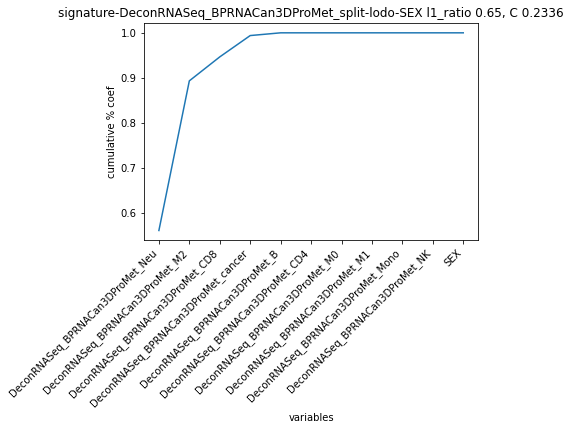 signature-DeconRNASeq_BPRNACan3DProMet_split-lodo-SEX l1_ratio 0.65, C 0.2336
1.0
0.9
0.8
0.7
0.6
cumulative % coef
DeconRNASeq_BPRNACan3DProMet_Neu
DeconRNASeq_BPRNACan3DProMet_M2
DeconRNASeq_BPRNACan3DProMet_CD8
DeconRNASeq_BPRNACan3DProMet_cancer
DeconRNASeq_BPRNACan3DProMet_B
DeconRNASeq_BPRNACan3DProMet_CD4
DeconRNASeq_BPRNACan3DProMet_M0
DeconRNASeq_BPRNACan3DProMet_M1
DeconRNASeq_BPRNACan3DProMet_Mono
DeconRNASeq_BPRNACan3DProMet_NK
SEX
variables